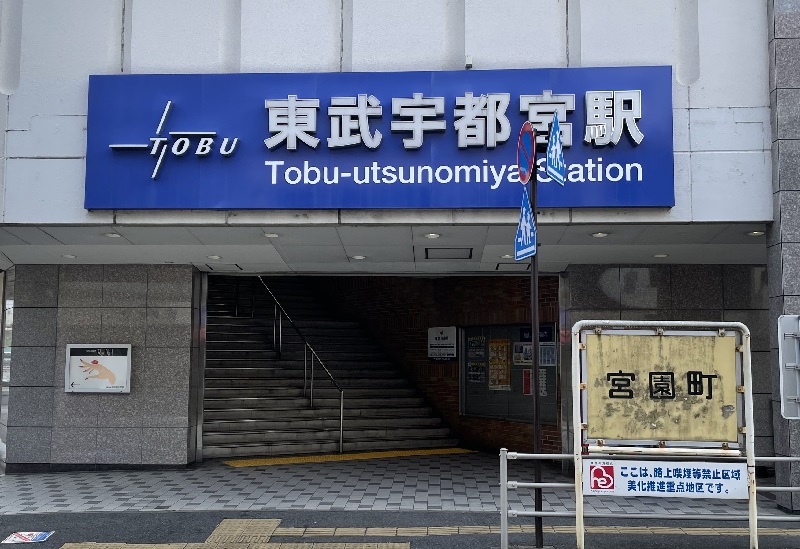 TOBU
東武宇都宮駅
Tobu-utsunomiya Station
宮園町
ここは、路上喫煙等禁止区域
美化推進重点地区です。